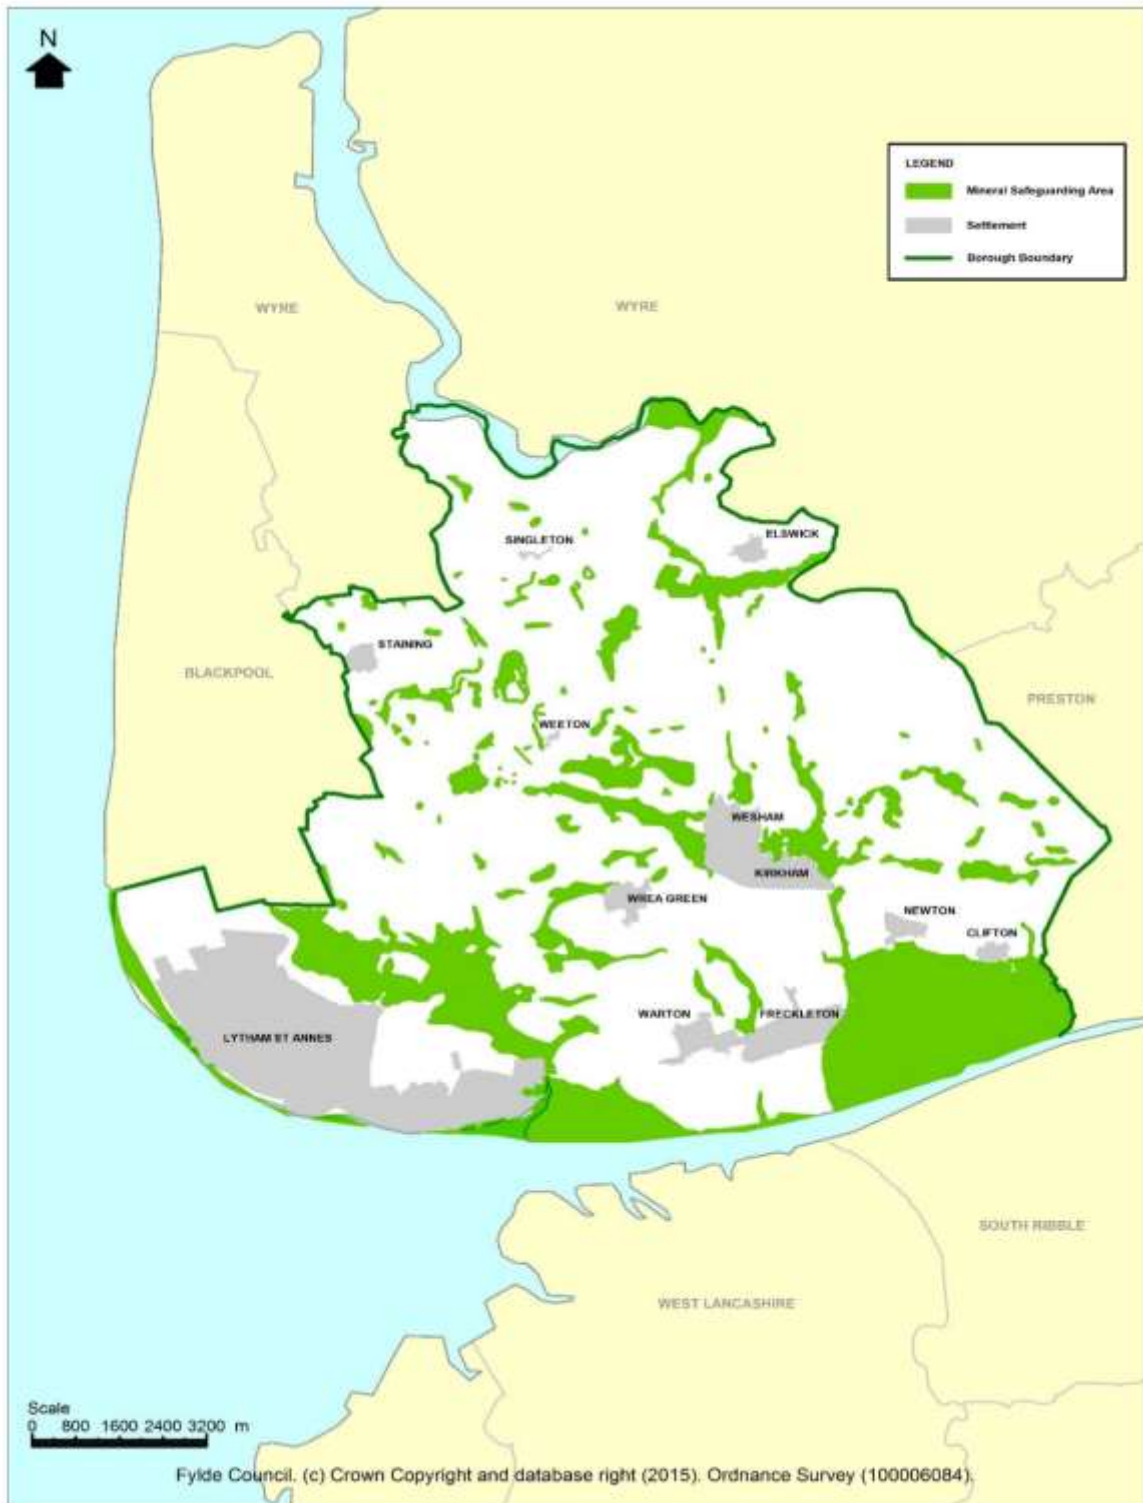 N
LEGEND
Mineral Safeguarding Area
Settlement
Borough Boundary
WYRE
WYRE
SINGLETON
ELSWICK
STAINING
BLACKPOOL
PRESTON
WEETON
WESHAM
KIRKHAM
WREA GREEN
NEWTON
CLIFTON
WARTON
FRECKLETON
LYTHAM ST ANNES
SOUTH RIBBLE
WEST LANCASHIRE
Scale
0 800 1600 2400 3200 m
Fylde Council. (c) Crown Copyright and database right (2015). Ordnance Survey (100006084).